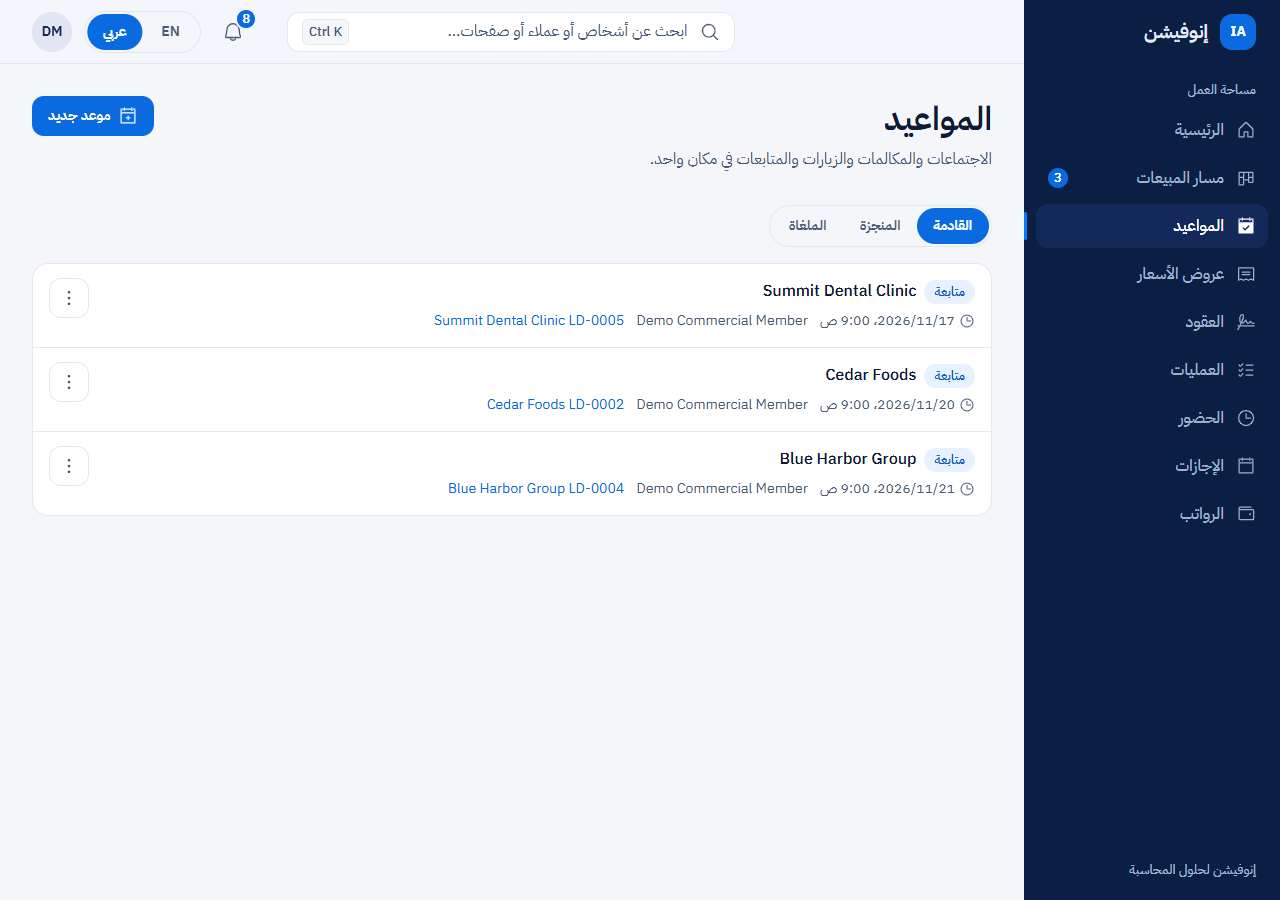 IA إنوفيشن
مساحة العمل
الرئيسية
مسار المبيعات 3
المواعيد
عروض الأسعار
العقود
العمليات
الحضور
الإجازات
الرواتب
إنوفيشن لحلول المحاسبة
ابحث عن أشخاص أو عملاء أو صفحات... Ctrl K
8
EN عربي
DM
المواعيد
موعد جديد
الاجتماعات والمكالمات والزيارات والمتابعات في مكان واحد.
القادمة المنجزة الملغاة
متابعة Summit Dental Clinic
2026/11/17، 9:00 ص Demo Commercial Member Summit Dental Clinic LD-0005
متابعة Cedar Foods
2026/11/20، 9:00 ص Demo Commercial Member Cedar Foods LD-0002
متابعة Blue Harbor Group
2026/11/21، 9:00 ص Demo Commercial Member Blue Harbor Group LD-0004